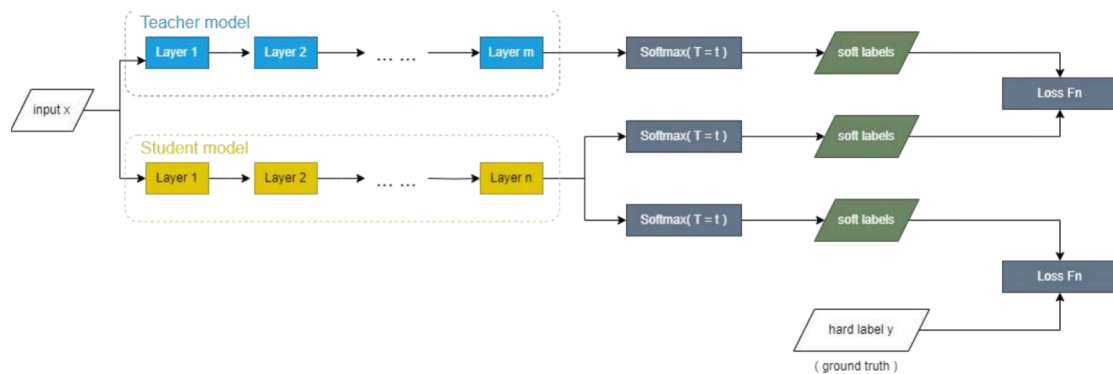 Teacher model
Layer 1
Layer 2
... ...
Layer m
Softmax( T = t )
soft labels
Loss Fn
input x
Student model
Layer 1
Layer 2
... ...
Layer n
Softmax( T = t )
soft labels
Softmax( T = t )
soft labels
Loss Fn
hard label y
( ground truth )